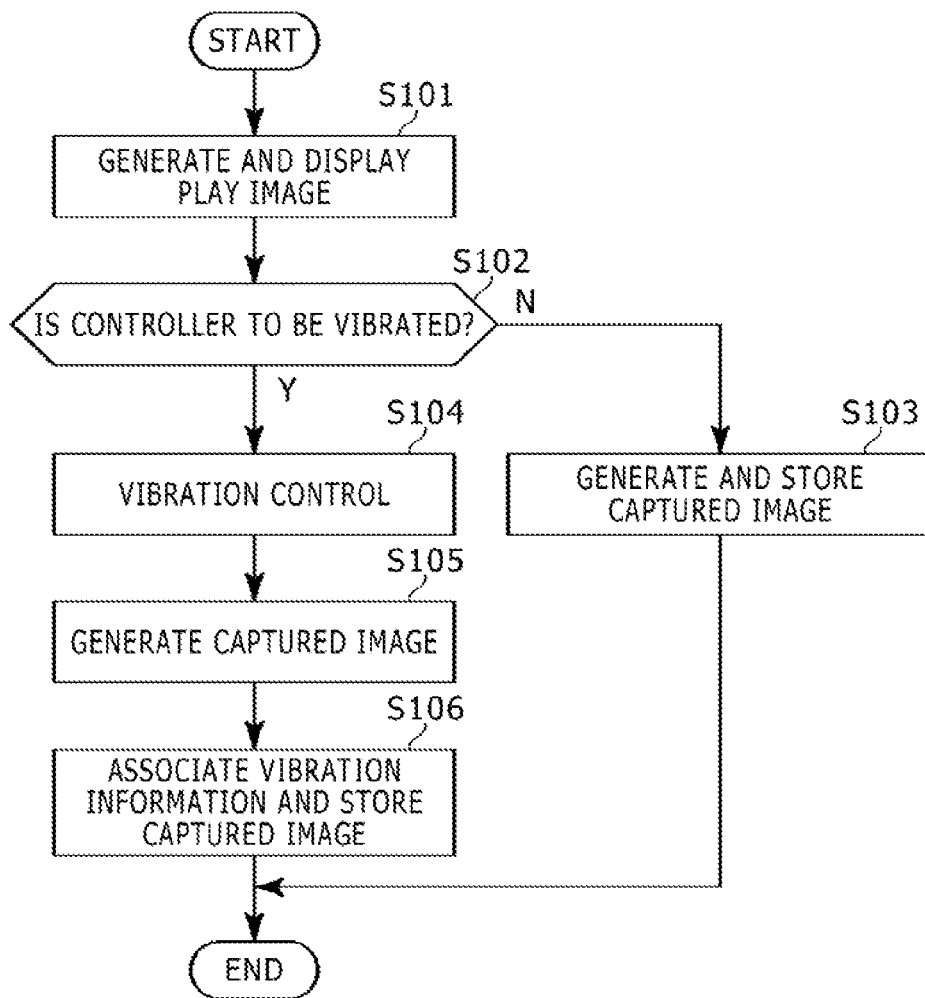 START
S101
GENERATE AND DISPLAY
PLAY IMAGE
S102
IS CONTROLLER TO BE VIBRATED?
N
Y
S104
VIBRATION CONTROL
S103
GENERATE AND STORE
CAPTURED IMAGE
S105
GENERATE CAPTURED IMAGE
S106
ASSOCIATE VIBRATION
INFORMATION AND STORE
CAPTURED IMAGE
END